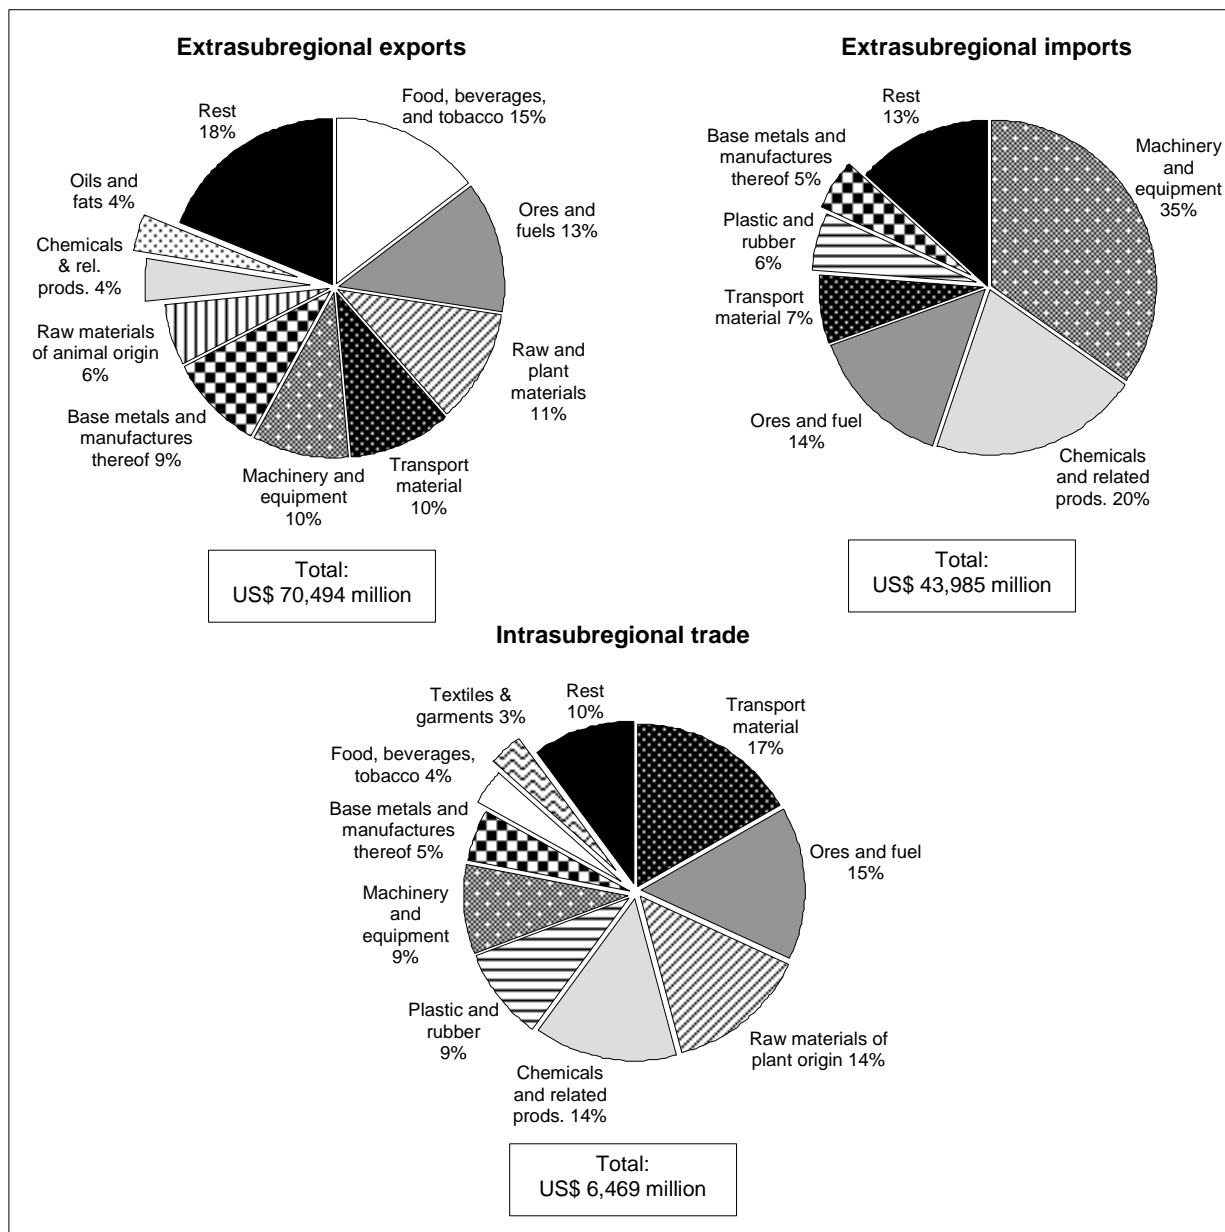 Extrasubregional exports
Rest
18%
Food, beverages,
and tobacco 15%
Ores and
fuels 13%
Raw and
plant
materials
11%
Transport
material
10%
Machinery and
equipment
10%
Base metals and
manufactures
thereof 9%
Raw materials
of animal origin
6%
Chemicals
& rel.
prods. 4%
Oils and
fats 4%
Total:
US$ 70,494 million
Extrasubregional imports
Rest
13%
Machinery
and
equipment
35%
Chemicals
and related
prods. 20%
Ores and fuel
14%
Transport
material 7%
Plastic and
rubber
6%
Base metals and
manufactures
thereof 5%
Total:
US$ 43,985 million
Intrasubregional trade
Rest
10%
Transport
material
17%
Ores and fuel
15%
Raw materials of
plant origin 14%
Chemicals
and related
prods. 14%
Plastic and
rubber
9%
Machinery
and
equipment
9%
Base metals and
manufactures
thereof 5%
Food, beverages,
tobacco 4%
Textiles &
garments 3%
Total:
US$ 6,469 million